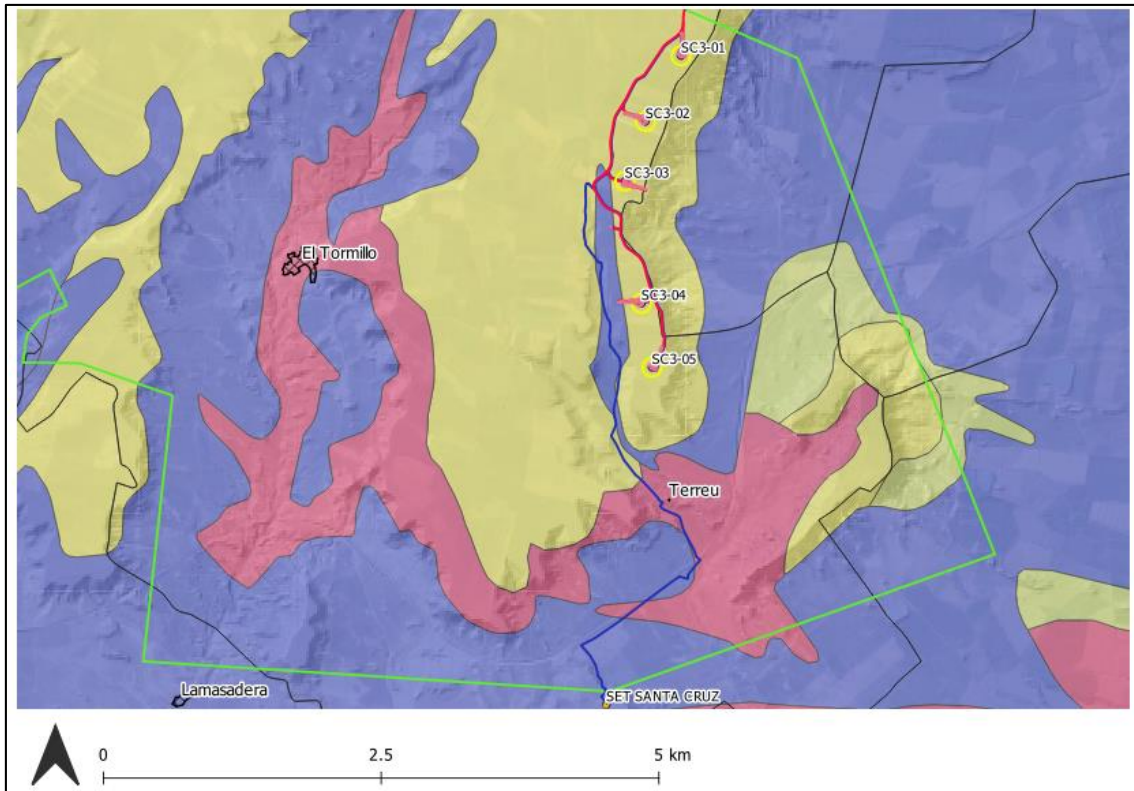 SC3-01
SC3-02
SC3-03
El Tormillo
SC3-04
SC3-05
Terreu
Lamasadera
SET SANTA CRUZ
0 2.5 5 km